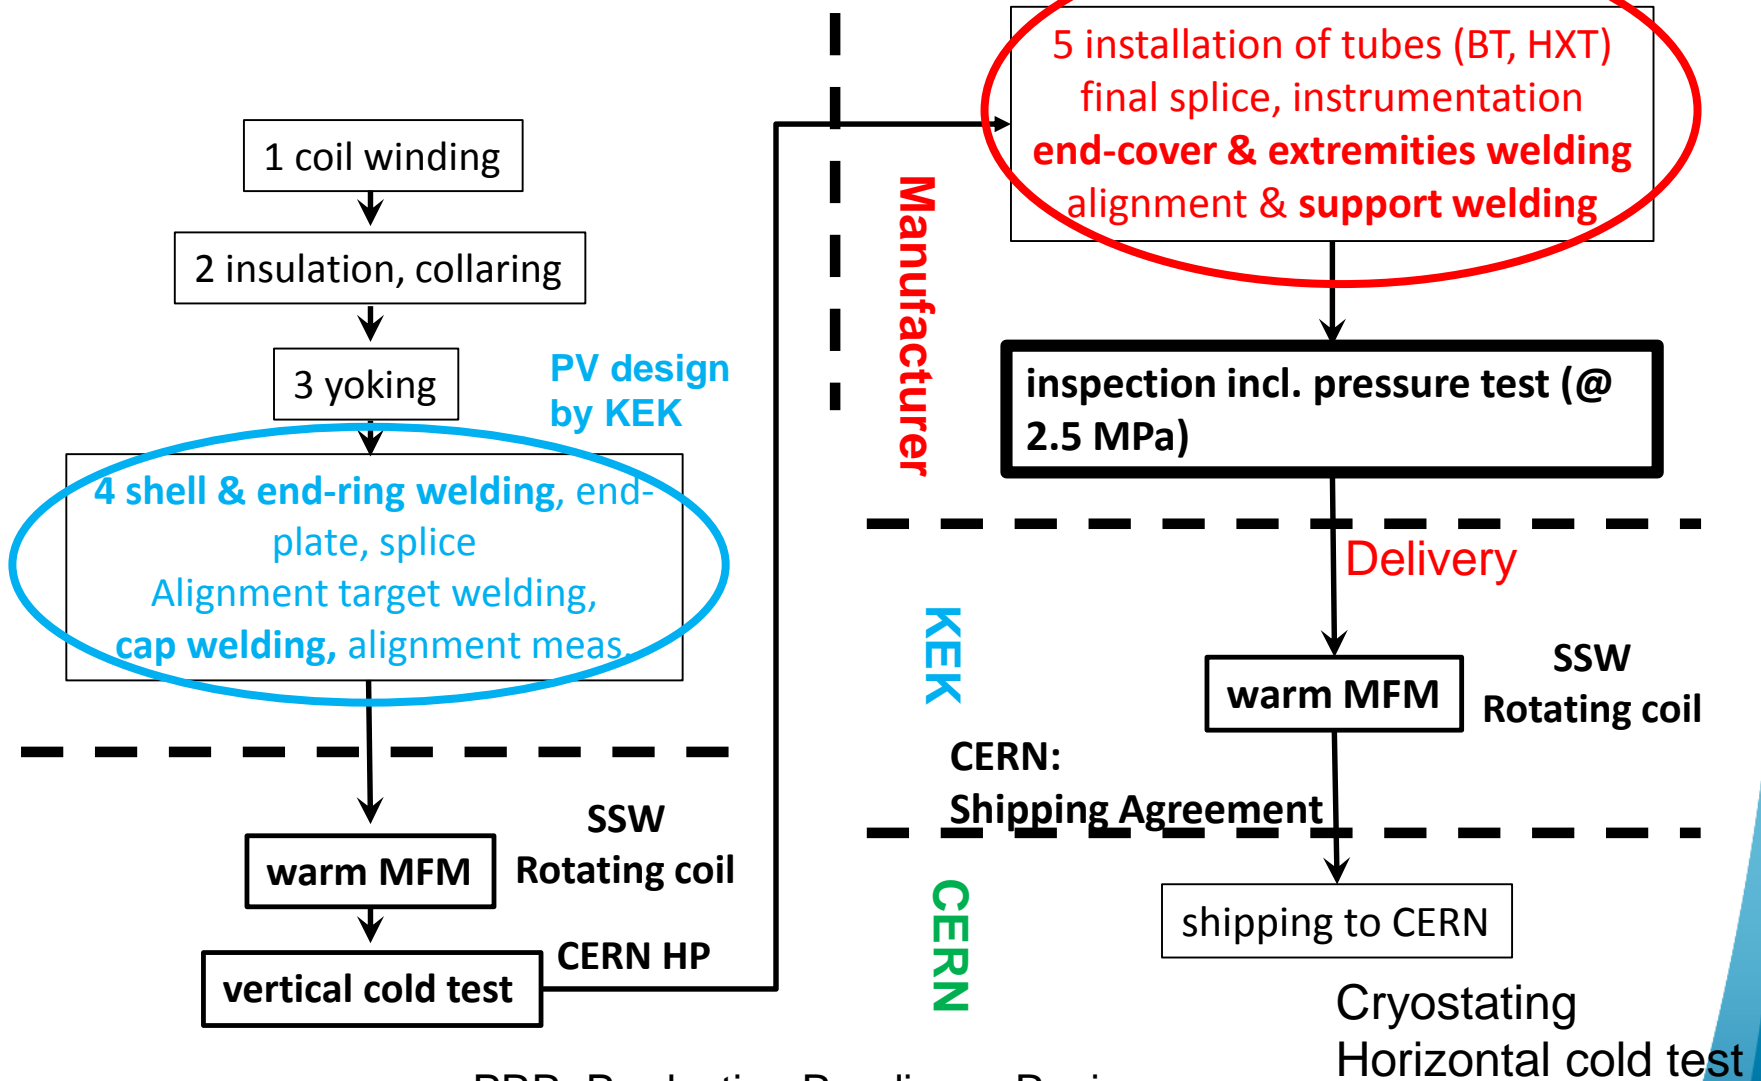 1 coil winding
2 insulation, collaring
3 yoking
PV design
by KEK
4 shell & end-ring welding, end-
plate, splice
Alignment target welding,
cap welding, alignment meas.
SSW
Rotating coil
warm MFM
CERN HP
vertical cold test
Manufacturer
5 installation of tubes (BT, HXT)
final splice, instrumentation
end-cover & extremities welding
alignment & support welding
inspection incl. pressure test (@
2.5 MPa)
Delivery
KEK
warm MFM
SSW
Rotating coil
CERN:
Shipping Agreement
CERN
shipping to CERN
Cryostating
Horizontal cold test